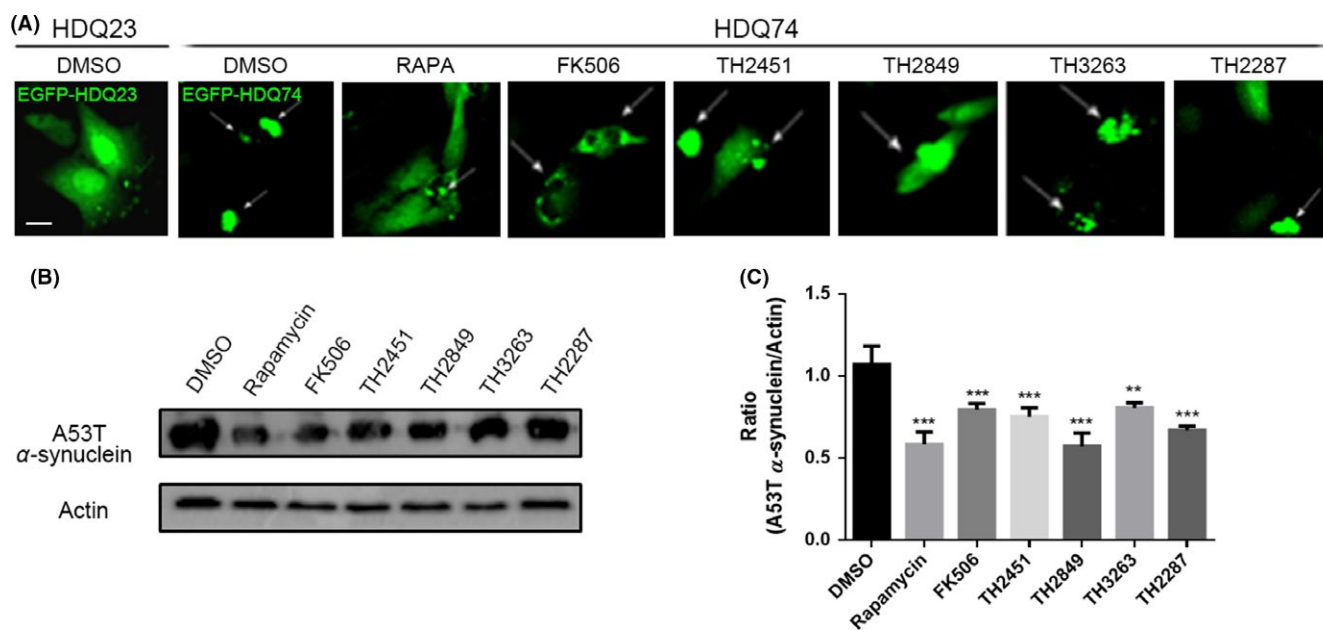 (A)
HDQ23
HDQ74
DMSO
DMSO
RAPA
FK506
TH2451
TH2849
TH3263
TH2287
EGFP-HDQ23
EGFP-HDQ74
(B)
DMSO
Rapamycin
FK506
TH2451
TH2849
TH3263
TH2287
A53T
α-synuclein
Actin
(C)
Ratio
(A53T α-synuclein/Actin)
1.5
1.0
0.5
0.0
***
***
***
***
**
***
DMSO
Rapamycin
FK506
TH2451
TH2849
TH3263
TH2287